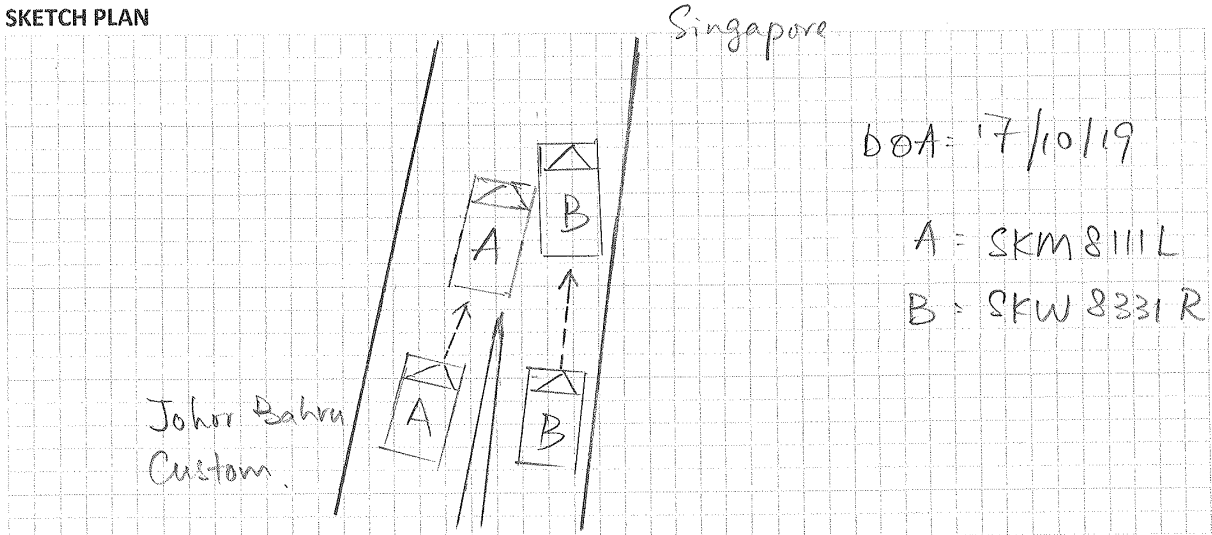 SKETCH PLAN
Singapore
DOA = 17/10/19
B
A
A = SKM 8111 L
B = SKW 8331 R
A
B
Johor Bahru
Custom.